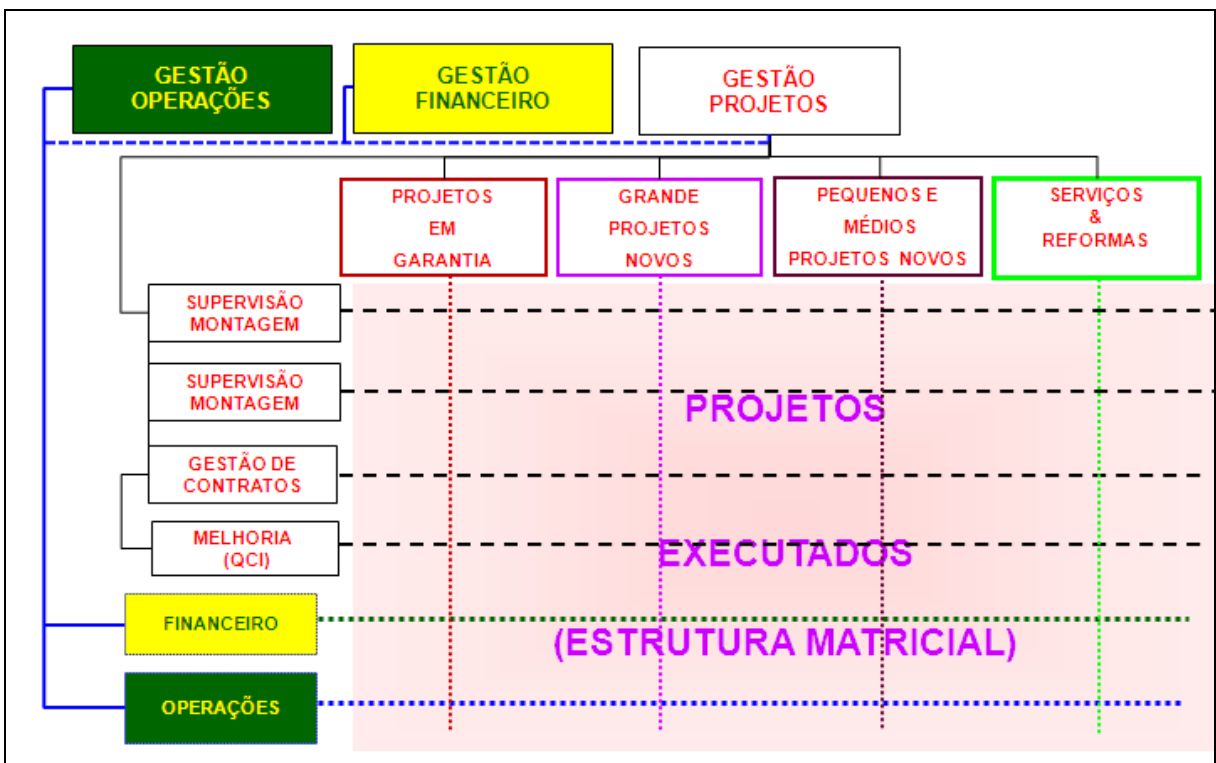 GESTÃO
OPERAÇÕES
GESTÃO
FINANCEIRO
GESTÃO
PROJETOS
PROJETOS
EM
GARANTIA
GRANDE
PROJETOS
NOVOS
PEQUENOS E
MÉDIOS
PROJETOS NOVOS
SERVIÇOS
&
REFORMAS
SUPERVISÃO
MONTAGEM
SUPERVISÃO
MONTAGEM
PROJETOS
GESTÃO DE
CONTRATOS
MELHORIA
(QCI)
EXECUTADOS
FINANCEIRO
(ESTRUTURA MATRICIAL)
OPERAÇÕES